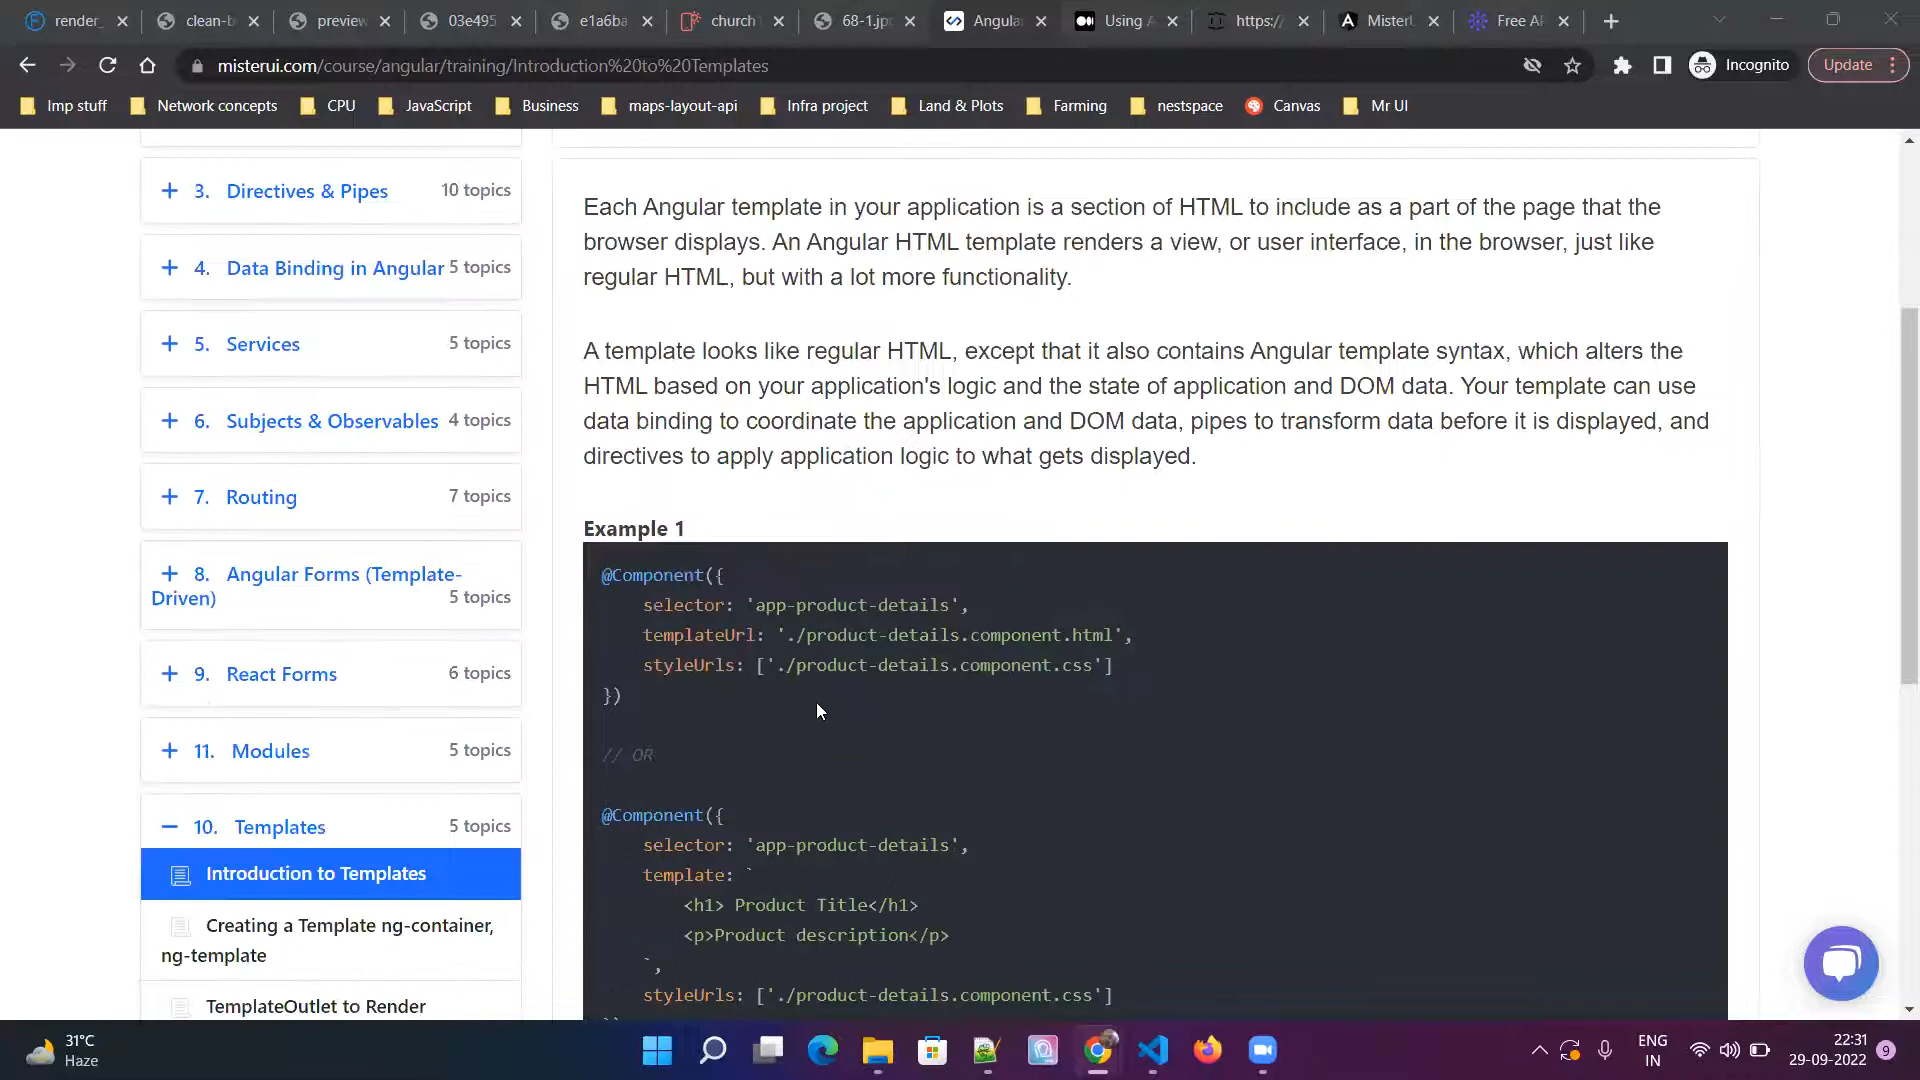 render_
clean-b
preview
03e495
e1a6ba
church
68-1.jp
Angular
Using A
https:/
MisterU
Free AP
misterui.com/course/angular/training/Introduction%20to%20Templates
Incognito
Update
Imp stuff
Network concepts
CPU
JavaScript
Business
maps-layout-api
Infra project
Land & Plots
Farming
nestspace
Canvas
Mr UI
3. Directives & Pipes 10 topics
4. Data Binding in Angular 5 topics
5. Services 5 topics
6. Subjects & Observables 4 topics
7. Routing 7 topics
8. Angular Forms (Template-
Driven) 5 topics
9. React Forms 6 topics
11. Modules 5 topics
10. Templates 5 topics
Introduction to Templates
Creating a Template ng-container,
ng-template
TemplateOutlet to Render
Each Angular template in your application is a section of HTML to include as a part of the page that the
browser displays. An Angular HTML template renders a view, or user interface, in the browser, just like
regular HTML, but with a lot more functionality.
A template looks like regular HTML, except that it also contains Angular template syntax, which alters the
HTML based on your application's logic and the state of application and DOM data. Your template can use
data binding to coordinate the application and DOM data, pipes to transform data before it is displayed, and
directives to apply application logic to what gets displayed.
Example 1
@Component({
selector: 'app-product-details',
templateUrl: './product-details.component.html',
styleUrls: ['./product-details.component.css']
})
// OR
@Component({
selector: 'app-product-details',
template: `
<h1> Product Title</h1>
<p>Product description</p>
`,
styleUrls: ['./product-details.component.css']
31°C
Haze
ENG
IN
22:31
29-09-2022
9